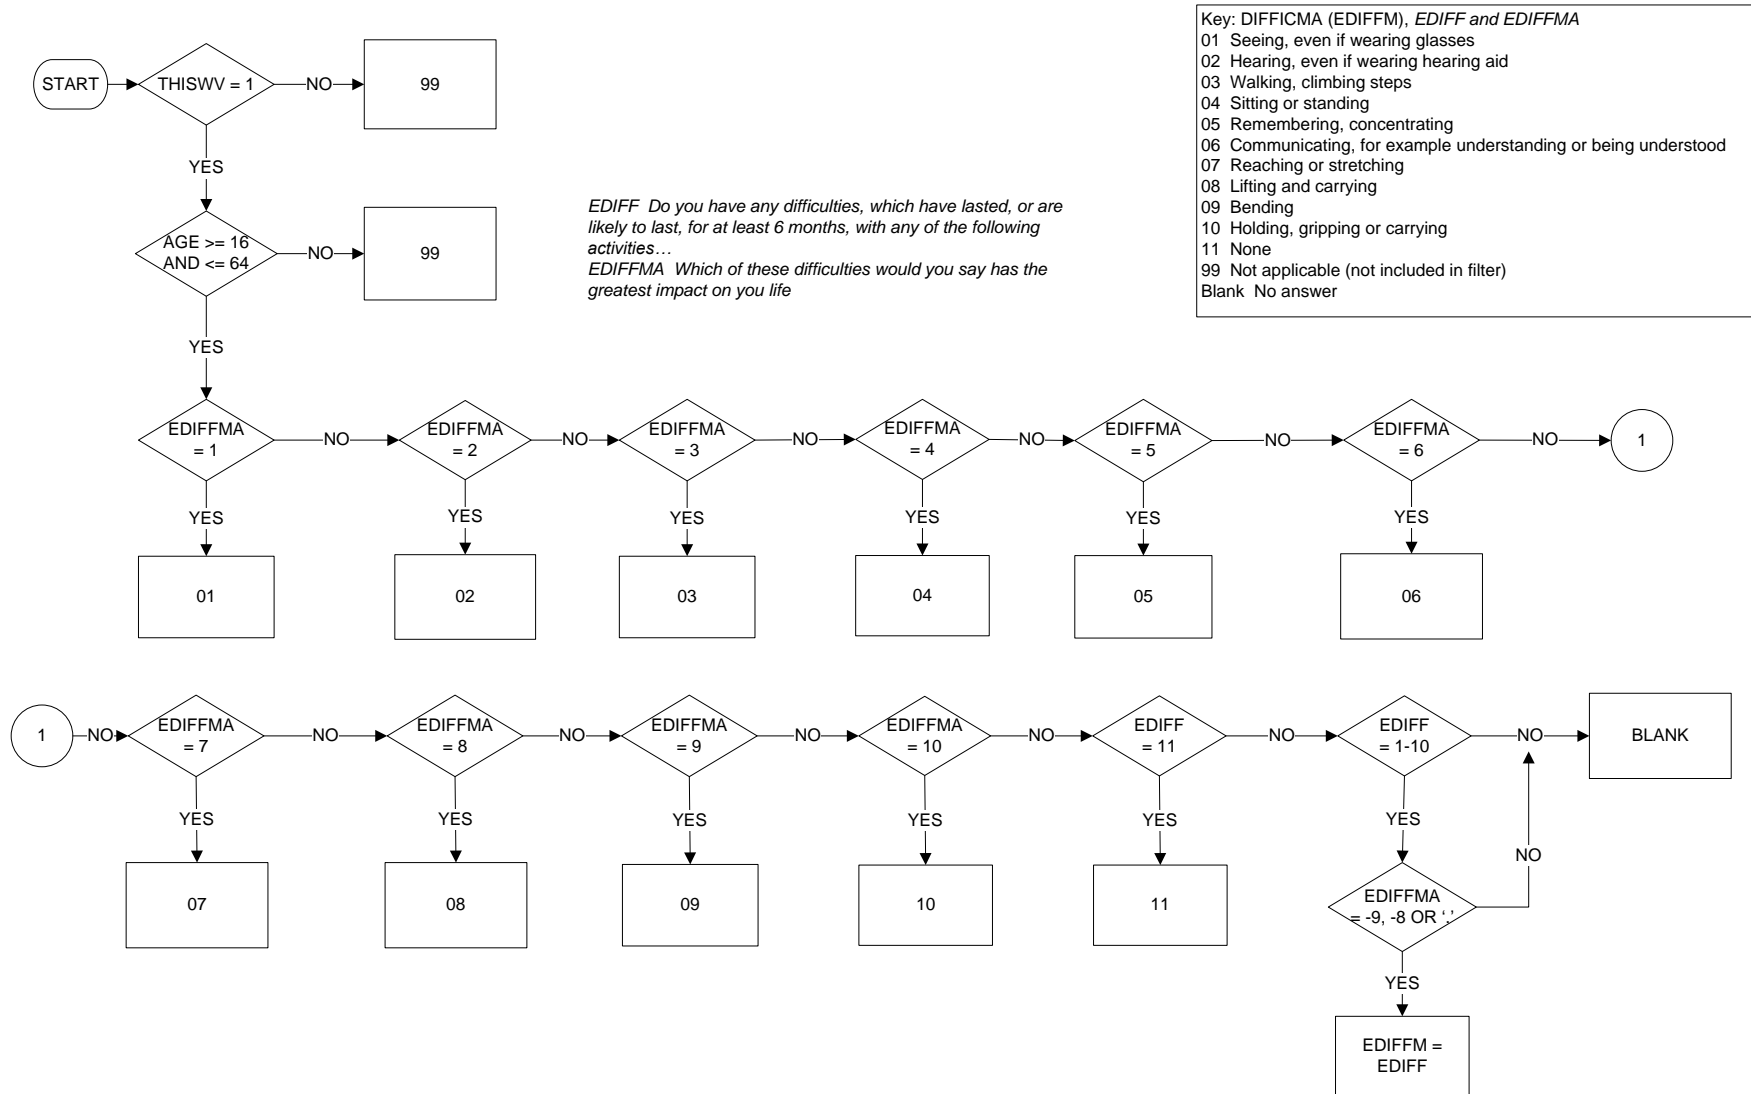 Key: DIFFICMA (EDIFFM), EDIFF and EDIFFMA
01 Seeing, even if wearing glasses
02 Hearing, even if wearing hearing aid
03 Walking, climbing steps
04 Sitting or standing
05 Remembering, concentrating
06 Communicating, for example understanding or being understood
07 Reaching or stretching
08 Lifting and carrying
09 Bending
10 Holding, gripping or carrying
11 None
99 Not applicable (not included in filter)
Blank No answer
START
THISWV = 1
NO
99
YES
AGE >= 16
AND <= 64
NO
99
EDIFF Do you have any difficulties, which have lasted, or are
likely to last, for at least 6 months, with any of the following
activities…
EDIFFMA Which of these difficulties would you say has the
greatest impact on you life
YES
EDIFFMA
= 1
NO
EDIFFMA
= 2
NO
EDIFFMA
= 3
NO
EDIFFMA
= 4
NO
EDIFFMA
= 5
NO
EDIFFMA
= 6
NO
1
YES
YES
YES
YES
YES
YES
01
02
03
04
05
06
1
NO
EDIFFMA
= 7
NO
EDIFFMA
= 8
NO
EDIFFMA
= 9
NO
EDIFFMA
= 10
NO
EDIFF
= 11
NO
EDIFF
= 1-10
NO
BLANK
YES
YES
YES
YES
YES
YES
NO
07
08
09
10
11
EDIFFMA
= -9, -8 OR ‘.’
YES
EDIFFM =
EDIFF